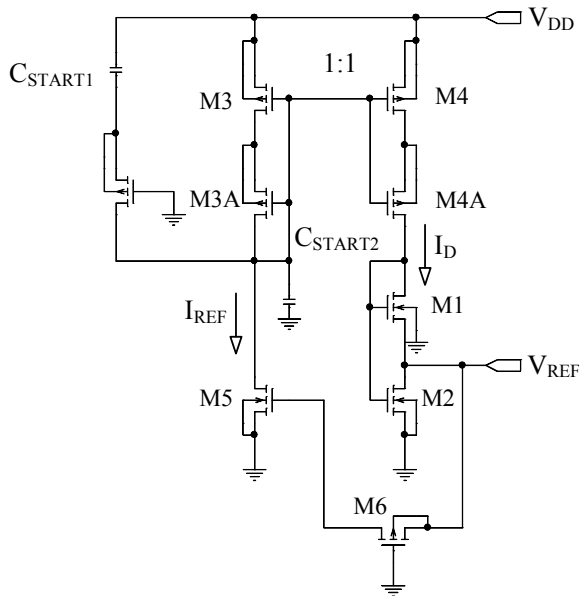 V_DD
C_START1
1:1
M3
M4
M3A
M4A
C_START2
I_D
M1
I_REF
V_REF
M5
M2
M6